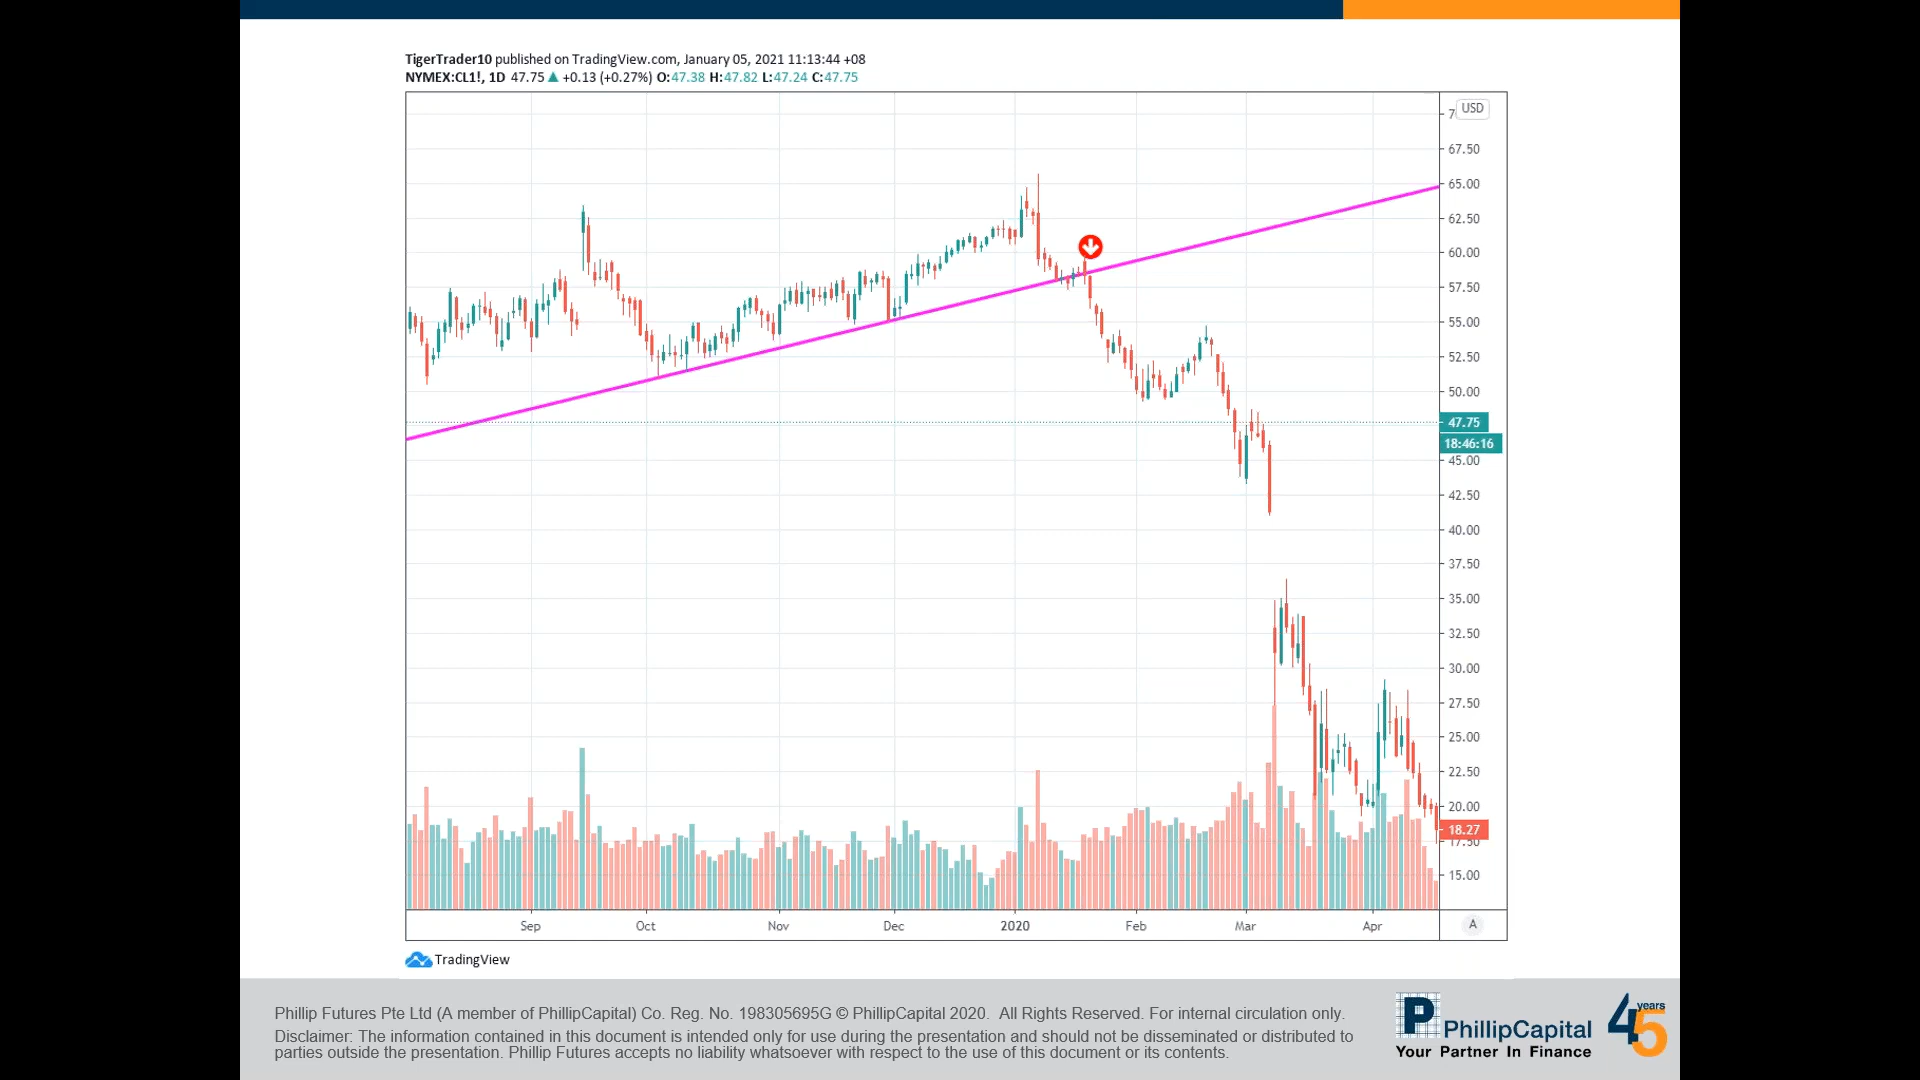 TigerTrader10 published on TradingView.com, January 05, 2021 11:13:44 +08
NYMEX:CL1!, 1D 47.75 ▲ +0.13 (+0.27%) O:47.38 H:47.82 L:47.24 C:47.75
7
USD
67.50
65.00
62.50
60.00
57.50
55.00
52.50
50.00
47.75
18:46:16
45.00
42.50
40.00
37.50
35.00
32.50
30.00
27.50
25.00
22.50
20.00
18.27
17.50
15.00
Sep Oct Nov Dec 2020 Feb Mar Apr A
TradingView
Phillip Futures Pte Ltd (A member of PhillipCapital) Co. Reg. No. 198305695G © PhillipCapital 2020. All Rights Reserved. For internal circulation only.
Disclaimer: The information contained in this document is intended only for use during the presentation and should not be disseminated or distributed to
parties outside the presentation. Phillip Futures accepts no liability whatsoever with respect to the use of this document or its contents.
P PhillipCapital
Your Partner In Finance
45 years